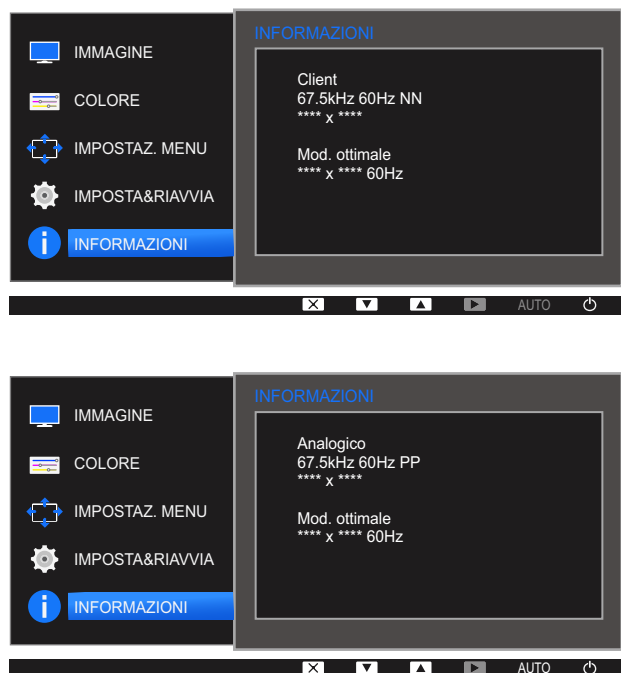 IMMAGINE
COLORE
IMPOSTAZ. MENU
IMPOSTA&RIAVVIA
INFORMAZIONI
INFORMAZIONI
Client
67.5kHz 60Hz NN
**** x ****
Mod. ottimale
**** x **** 60Hz
AUTO
IMMAGINE
COLORE
IMPOSTAZ. MENU
IMPOSTA&RIAVVIA
INFORMAZIONI
INFORMAZIONI
Analogico
67.5kHz 60Hz PP
**** x ****
Mod. ottimale
**** x **** 60Hz
AUTO